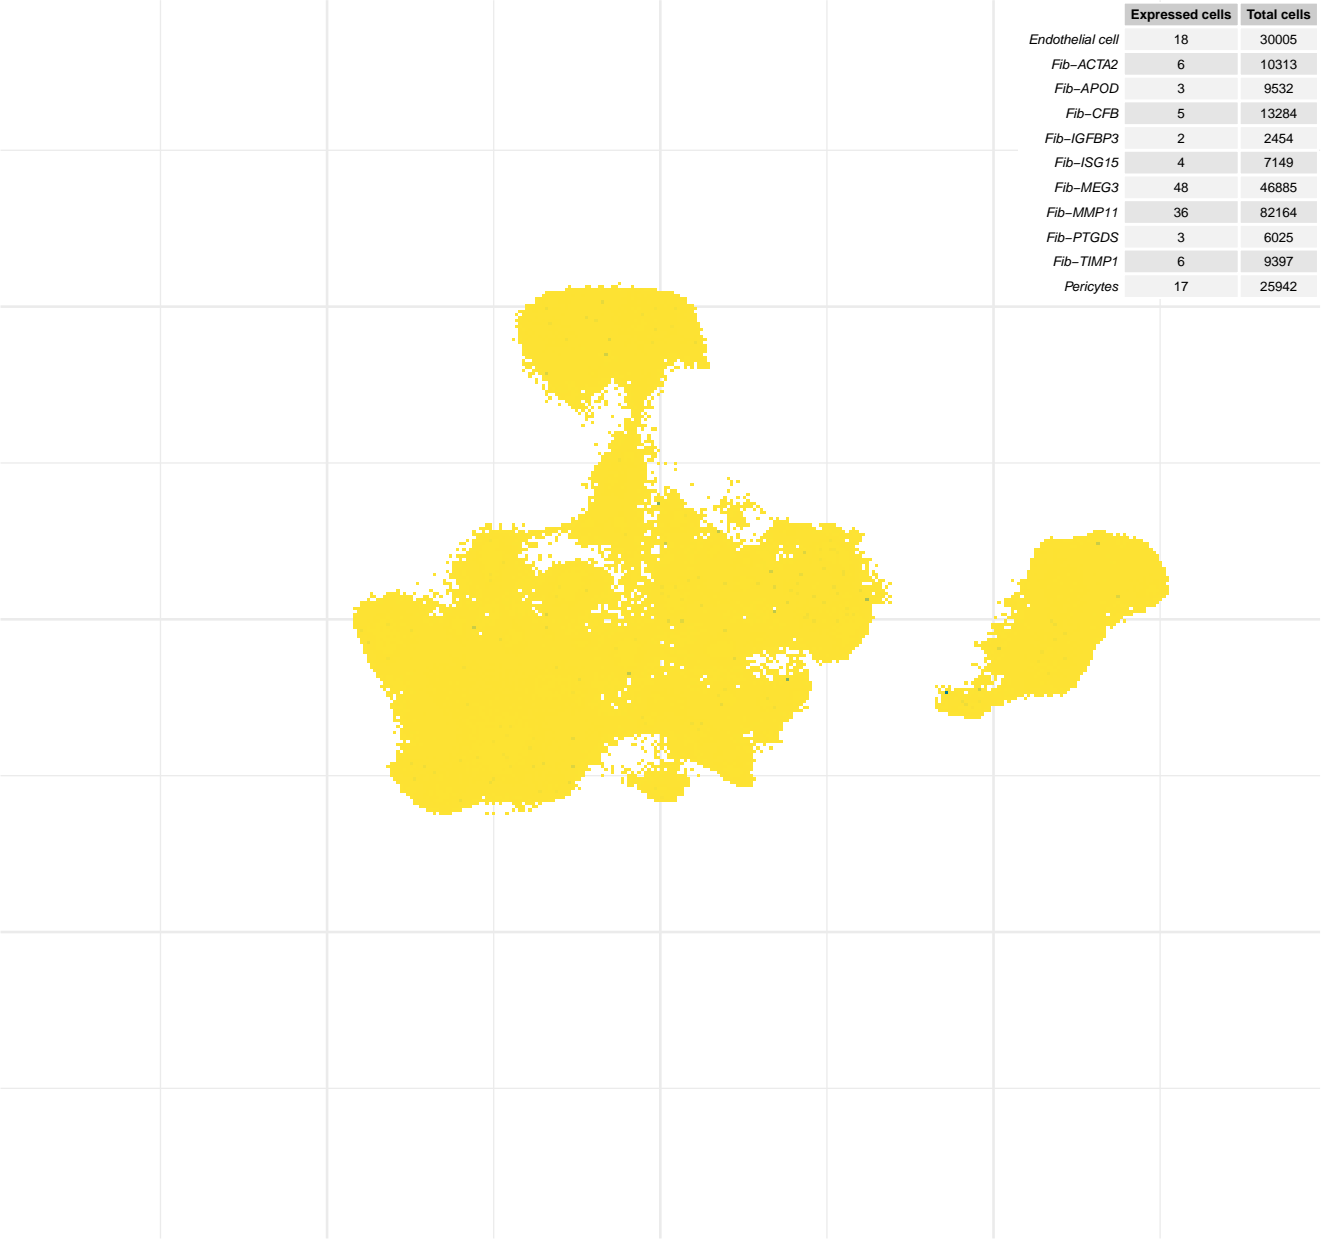 Expressed cells Total cells
Endothelial cell 18 30005
Fib−ACTA2 6 10313
Fib−APOD 3 9532
Fib−CFB 5 13284
Fib−IGFBP3 2 2454
Fib−ISG15 4 7149
Fib−MEG3 48 46885
Fib−MMP11 36 82164
Fib−PTGDS 3 6025
Fib−TIMP1 6 9397
Pericytes 17 25942